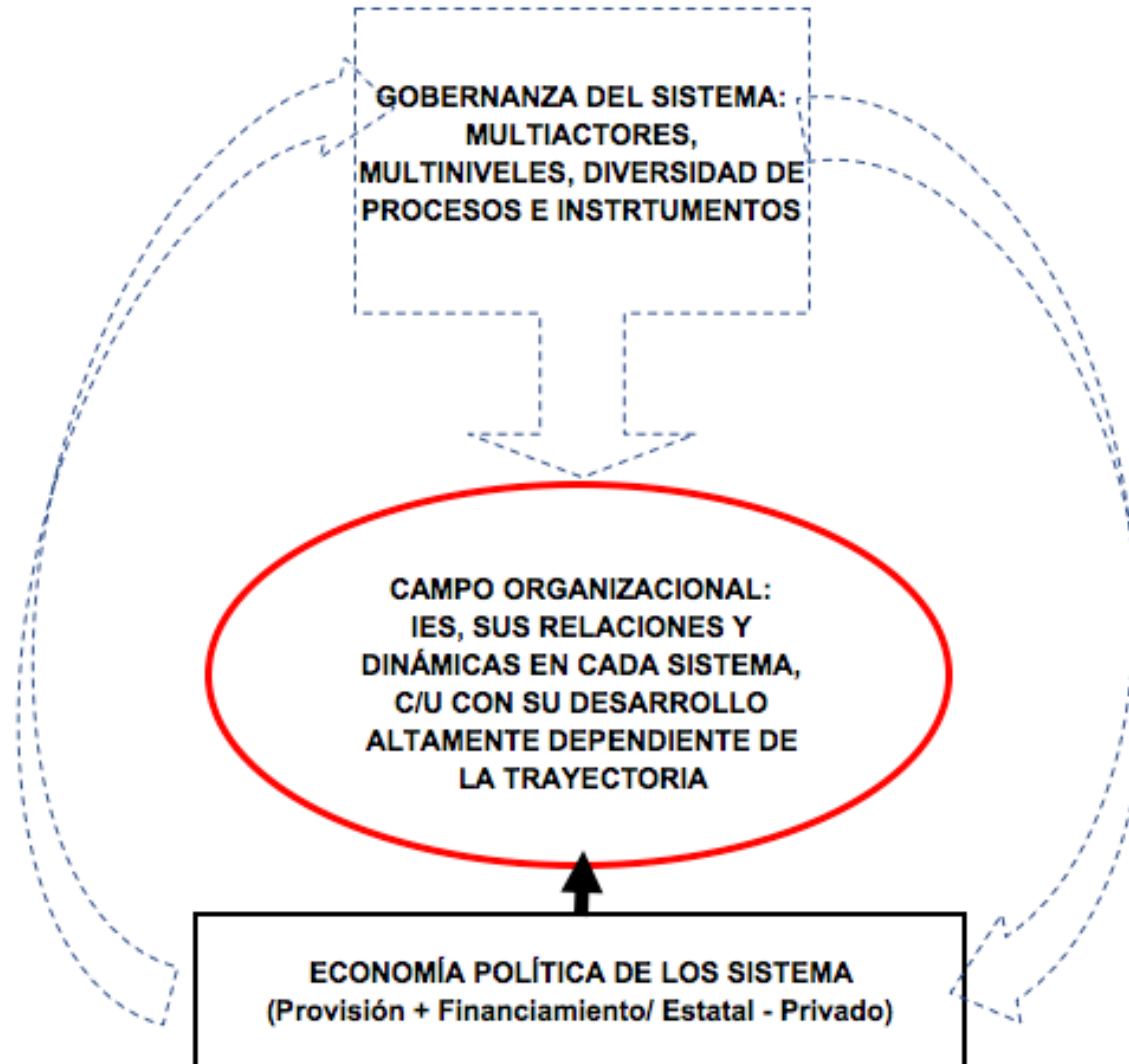 GOBERNANZA DEL SISTEMA:
MULTIACTORES,
MULTINIVELES, DIVERSIDAD DE
PROCESOS E INSTRTUMENTOS
CAMPO ORGANIZACIONAL:
IES, SUS RELACIONES Y
DINÁMICAS EN CADA SISTEMA,
C/U CON SU DESARROLLO
ALTAMENTE DEPENDIENTE DE
LA TRAYECTORIA
ECONOMÍA POLÍTICA DE LOS SISTEMA
(Provisión + Financiamiento/ Estatal - Privado)